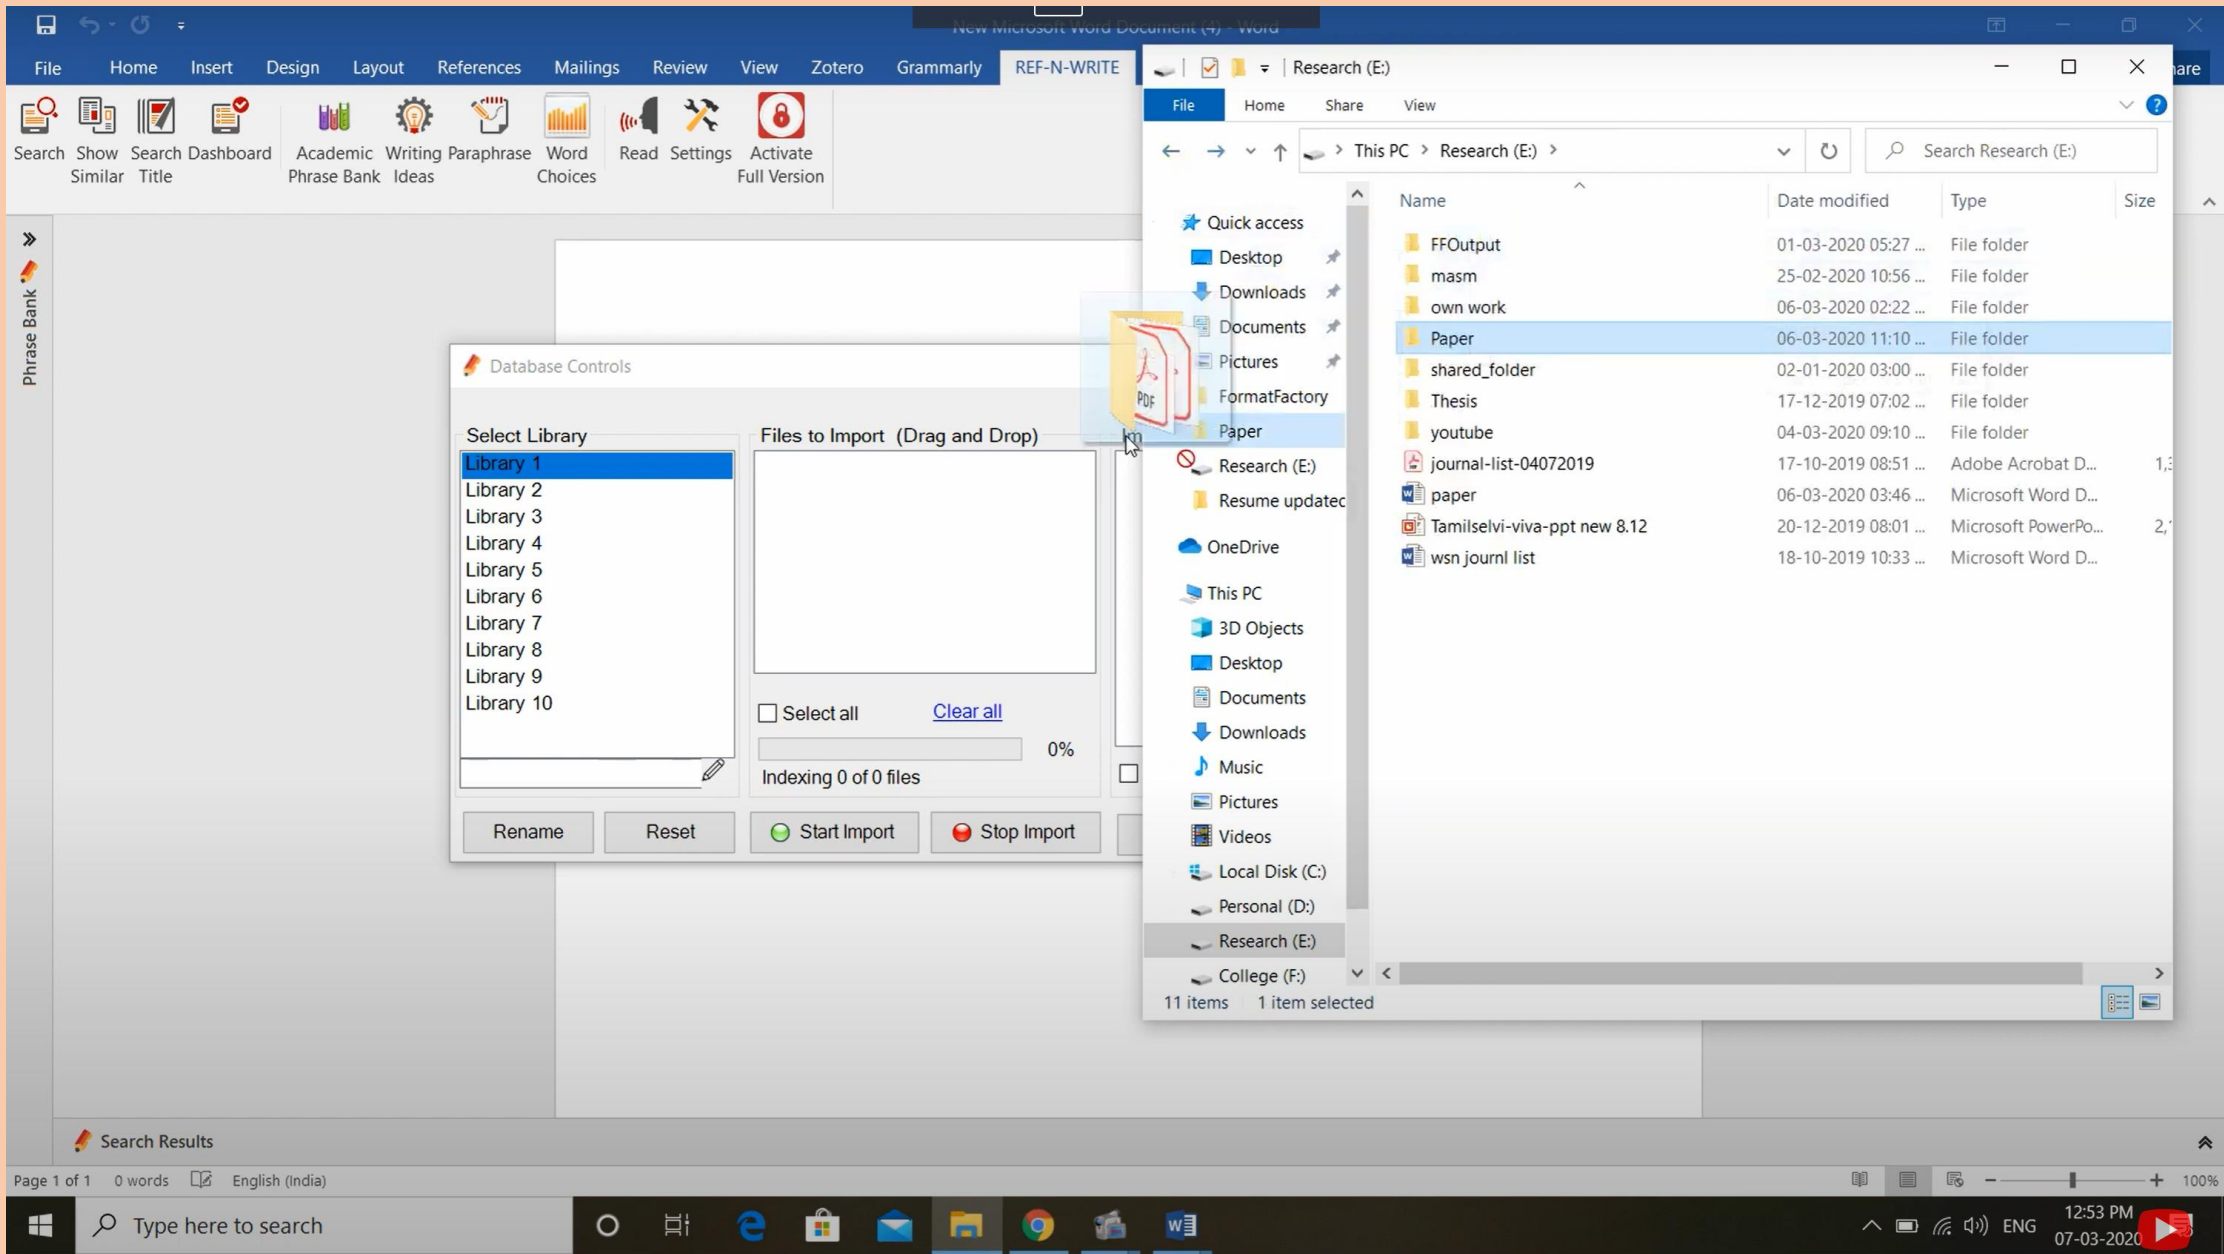 New Microsoft Word Document (4) - Word
File Home Insert Design Layout References Mailings Review View Zotero Grammarly REF-N-WRITE
Search Show Similar Search Title Dashboard Academic Phrase Bank Writing Ideas Paraphrase Word Choices Read Settings Activate Full Version
Phrase Bank
Database Controls
Select Library
Library 1
Library 2
Library 3
Library 4
Library 5
Library 6
Library 7
Library 8
Library 9
Library 10
Rename Reset
Files to Import (Drag and Drop)
Select all Clear all
0%
Indexing 0 of 0 files
Start Import Stop Import
Im
PDF
Research (E:)
File Home Share View
This PC > Research (E:) >
Search Research (E:)
Quick access
Desktop
Downloads
Documents
Pictures
FormatFactory
Paper
Research (E:)
Resume updated
OneDrive
This PC
3D Objects
Desktop
Documents
Downloads
Music
Pictures
Videos
Local Disk (C:)
Personal (D:)
Research (E:)
College (F:)
Name Date modified Type Size
FFOutput 01-03-2020 05:27 ... File folder
masm 25-02-2020 10:56 ... File folder
own work 06-03-2020 02:22 ... File folder
Paper 06-03-2020 11:10 ... File folder
shared_folder 02-01-2020 03:00 ... File folder
Thesis 17-12-2019 07:02 ... File folder
youtube 04-03-2020 09:10 ... File folder
journal-list-04072019 17-10-2019 08:51 ... Adobe Acrobat D...
paper 06-03-2020 03:46 ... Microsoft Word D...
Tamilselvi-viva-ppt new 8.12 20-12-2019 08:01 ... Microsoft PowerPo...
wsn journl list 18-10-2019 10:33 ... Microsoft Word D...
11 items 1 item selected
Search Results
Page 1 of 1 0 words English (India)
100%
Type here to search
ENG
12:53 PM
07-03-2020